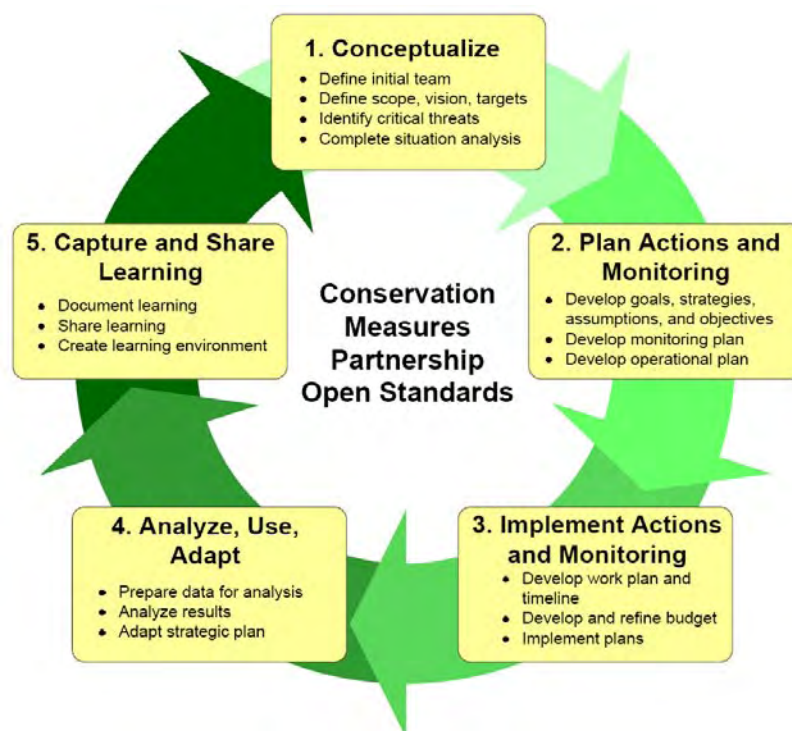 1. Conceptualize
• Define initial team
• Define scope, vision, targets
• Identify critical threats
• Complete situation analysis
2. Plan Actions and
Monitoring
• Develop goals, strategies,
assumptions, and objectives
• Develop monitoring plan
• Develop operational plan
3. Implement Actions
and Monitoring
• Develop work plan and
timeline
• Develop and refine budget
• Implement plans
4. Analyze, Use,
Adapt
• Prepare data for analysis
• Analyze results
• Adapt strategic plan
5. Capture and Share
Learning
• Document learning
• Share learning
• Create learning environment
Conservation
Measures
Partnership
Open Standards